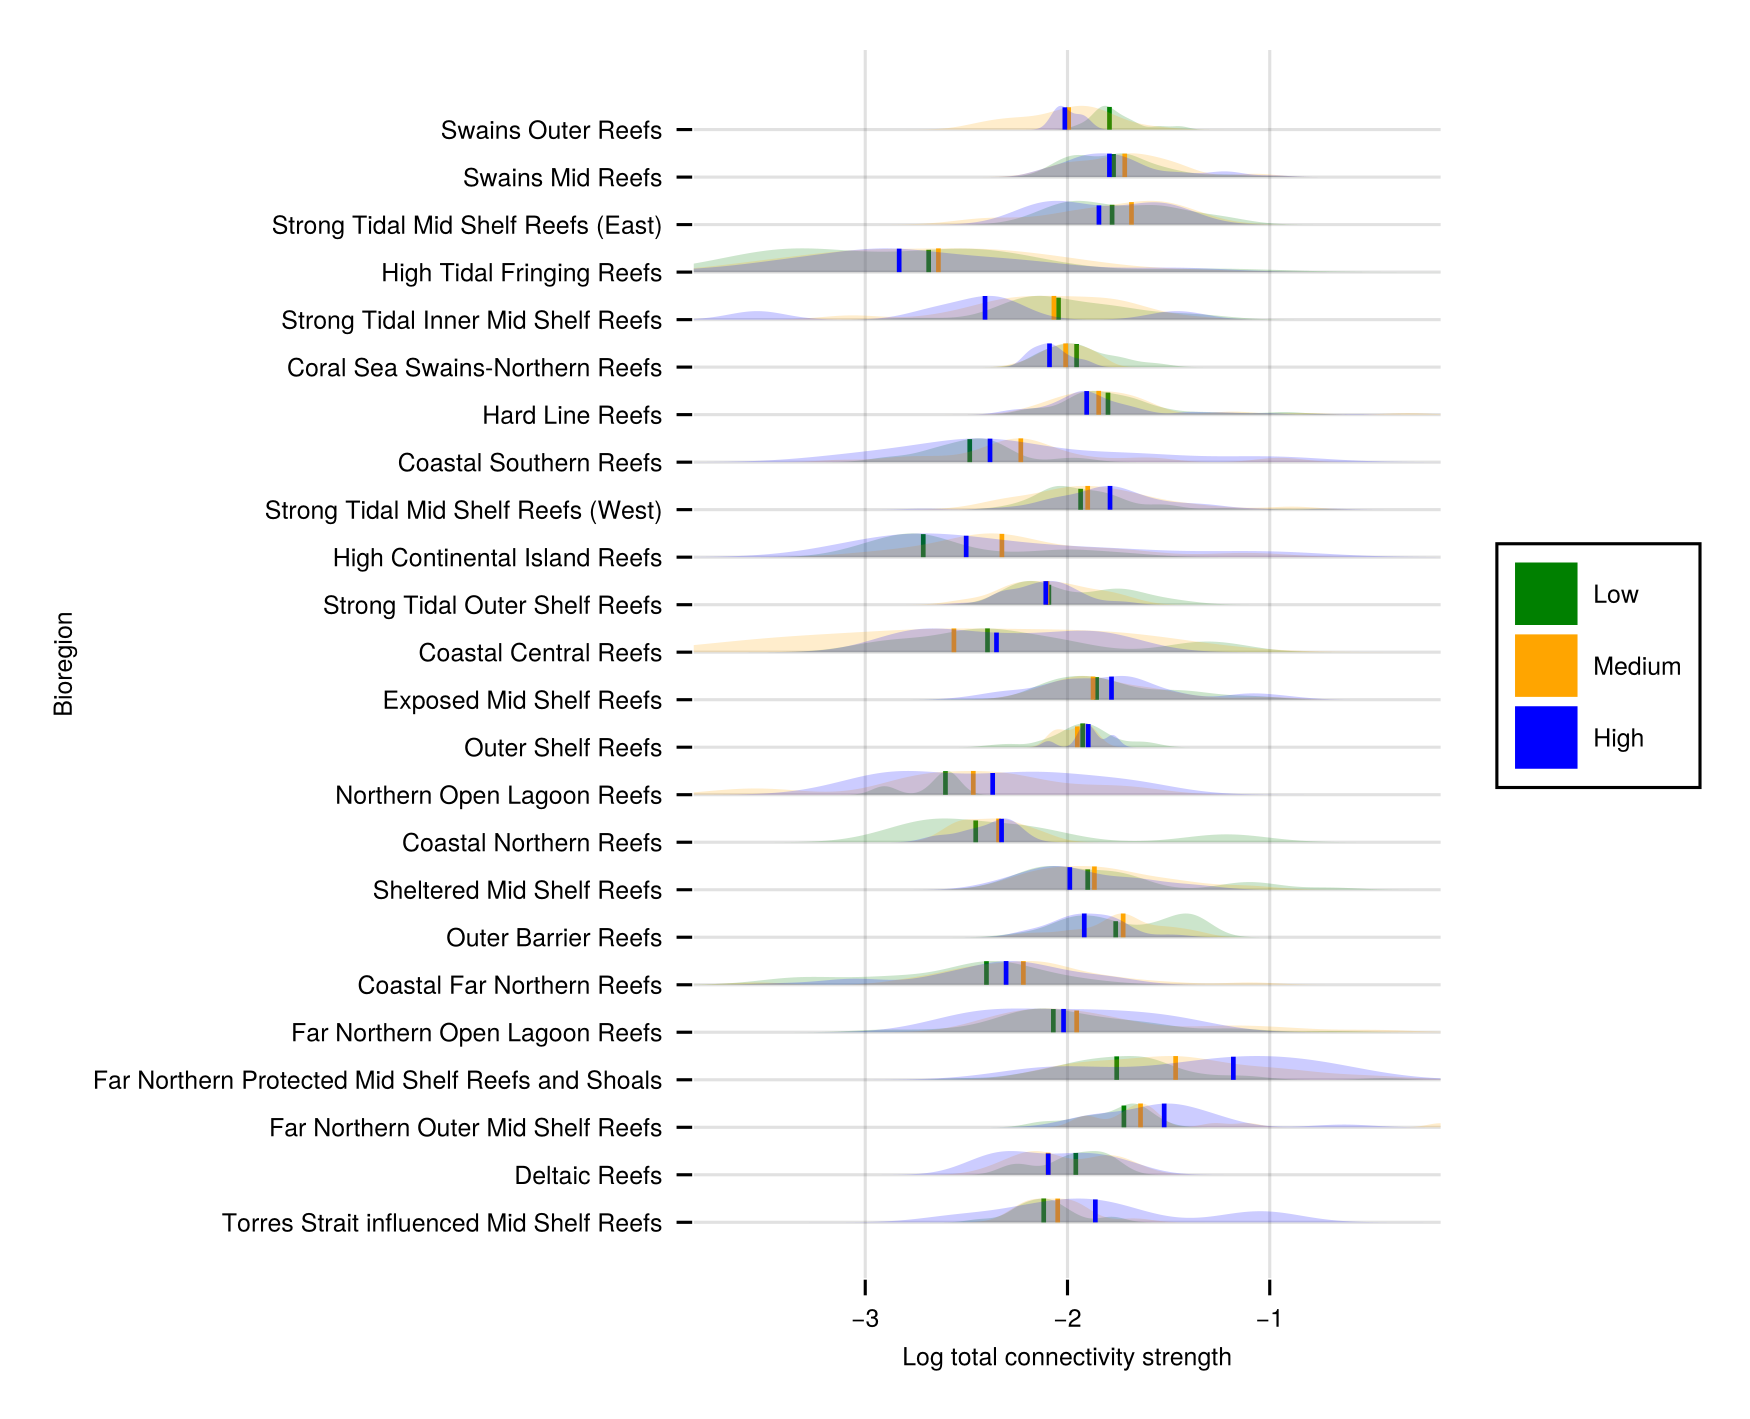 Swains Outer Reefs
Swains Mid Reefs
Strong Tidal Mid Shelf Reefs (East)
High Tidal Fringing Reefs
Strong Tidal Inner Mid Shelf Reefs
Coral Sea Swains-Northern Reefs
Hard Line Reefs
Coastal Southern Reefs
Strong Tidal Mid Shelf Reefs (West)
High Continental Island Reefs
Strong Tidal Outer Shelf Reefs
Coastal Central Reefs
Exposed Mid Shelf Reefs
Outer Shelf Reefs
Northern Open Lagoon Reefs
Coastal Northern Reefs
Sheltered Mid Shelf Reefs
Outer Barrier Reefs
Coastal Far Northern Reefs
Far Northern Open Lagoon Reefs
Far Northern Protected Mid Shelf Reefs and Shoals
Far Northern Outer Mid Shelf Reefs
Deltaic Reefs
Torres Strait influenced Mid Shelf Reefs
Bioregion
−3
−2
−1
Log total connectivity strength
Low
Medium
High